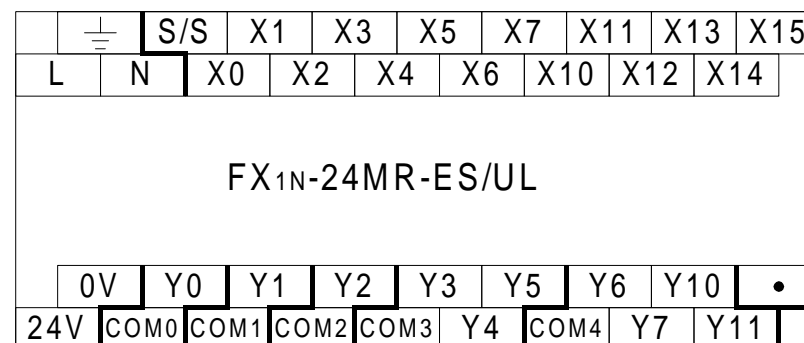 S/S X1 X3 X5 X7 X11 X13 X15
L N X0 X2 X4 X6 X10 X12 X14
FX1N-24MR-ES/UL
0V Y0 Y1 Y2 Y3 Y5 Y6 Y10
24V COM0 COM1 COM2 COM3 Y4 COM4 Y7 Y11